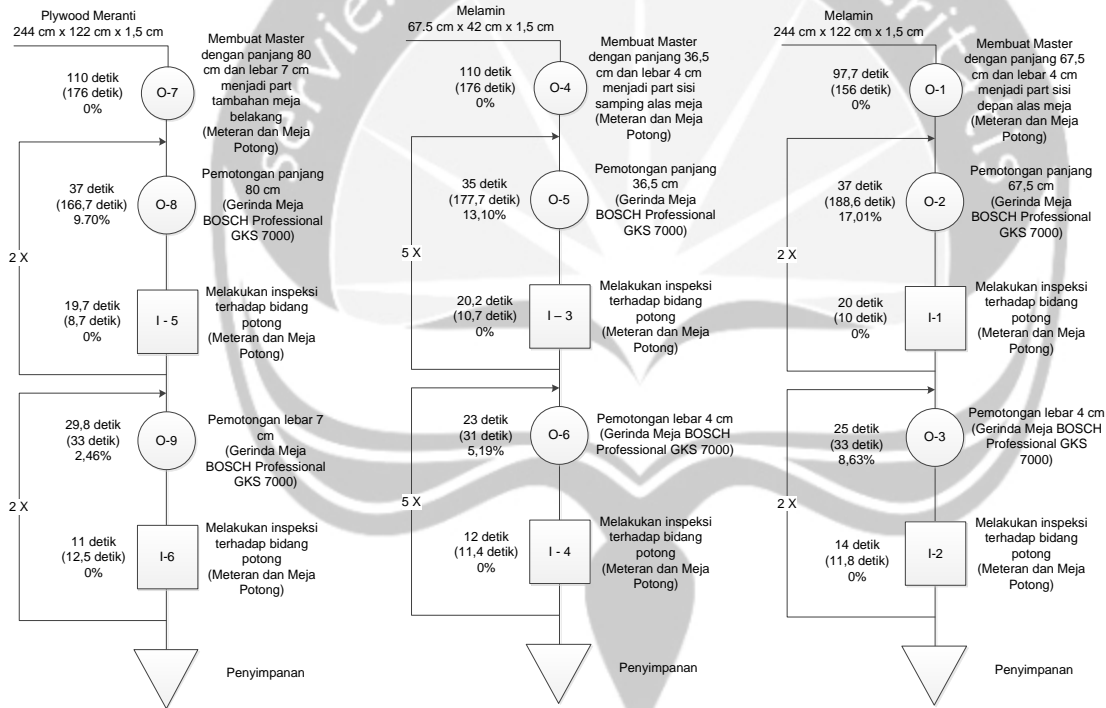 Plywood Meranti
244 cm x 122 cm x 1,5 cm
110 detik
(176 detik)
0%
O-7
Membuat Master
dengan panjang 80
cm dan lebar 7 cm
menjadi part
tambahan meja
belakang
(Meteran dan Meja
Potong)
37 detik
(166,7 detik)
9.70%
O-8
Pemotongan panjang
80 cm
(Gerinda Meja
BOSCH Professional
GKS 7000)
2 X
19,7 detik
(8,7 detik)
0%
I - 5
Melakukan inspeksi
terhadap bidang
potong
(Meteran dan Meja
Potong)
29,8 detik
(33 detik)
2,46%
O-9
Pemotongan lebar 7
cm
(Gerinda Meja
BOSCH Professional
GKS 7000)
2 X
11 detik
(12,5 detik)
0%
I-6
Melakukan inspeksi
terhadap bidang
potong
(Meteran dan Meja
Potong)
Penyimpanan
Melamin
67.5 cm x 42 cm x 1,5 cm
110 detik
(176 detik)
0%
O-4
Membuat Master
dengan panjang 36,5
cm dan lebar 4 cm
menjadi part sisi
samping alas meja
(Meteran dan Meja
Potong)
35 detik
(177,7 detik)
13,10%
O-5
Pemotongan panjang
36,5 cm
(Gerinda Meja
BOSCH Professional
GKS 7000)
5 X
20,2 detik
(10,7 detik)
0%
I – 3
Melakukan inspeksi
terhadap bidang
potong
(Meteran dan Meja
Potong)
23 detik
(31 detik)
5,19%
O-6
Pemotongan lebar 4 cm
(Gerinda Meja BOSCH
Professional GKS 7000)
5 X
12 detik
(11,4 detik)
0%
I - 4
Melakukan inspeksi
terhadap bidang
potong
(Meteran dan Meja
Potong)
Penyimpanan
Melamin
244 cm x 122 cm x 1,5 cm
97,7 detik
(156 detik)
0%
O-1
Membuat Master
dengan panjang 67,5
cm dan lebar 4 cm
menjadi part sisi
depan alas meja
(Meteran dan Meja
Potong)
37 detik
(188,6 detik)
17,01%
O-2
Pemotongan panjang
67,5 cm
(Gerinda Meja
BOSCH Professional
GKS 7000)
2 X
20 detik
(10 detik)
0%
I-1
Melakukan inspeksi
terhadap bidang
potong
(Meteran dan Meja
Potong)
25 detik
(33 detik)
8,63%
O-3
Pemotongan lebar 4 cm
(Gerinda Meja BOSCH
Professional GKS
7000)
2 X
14 detik
(11,8 detik)
0%
I-2
Melakukan inspeksi
terhadap bidang
potong
(Meteran dan Meja
Potong)
Penyimpanan